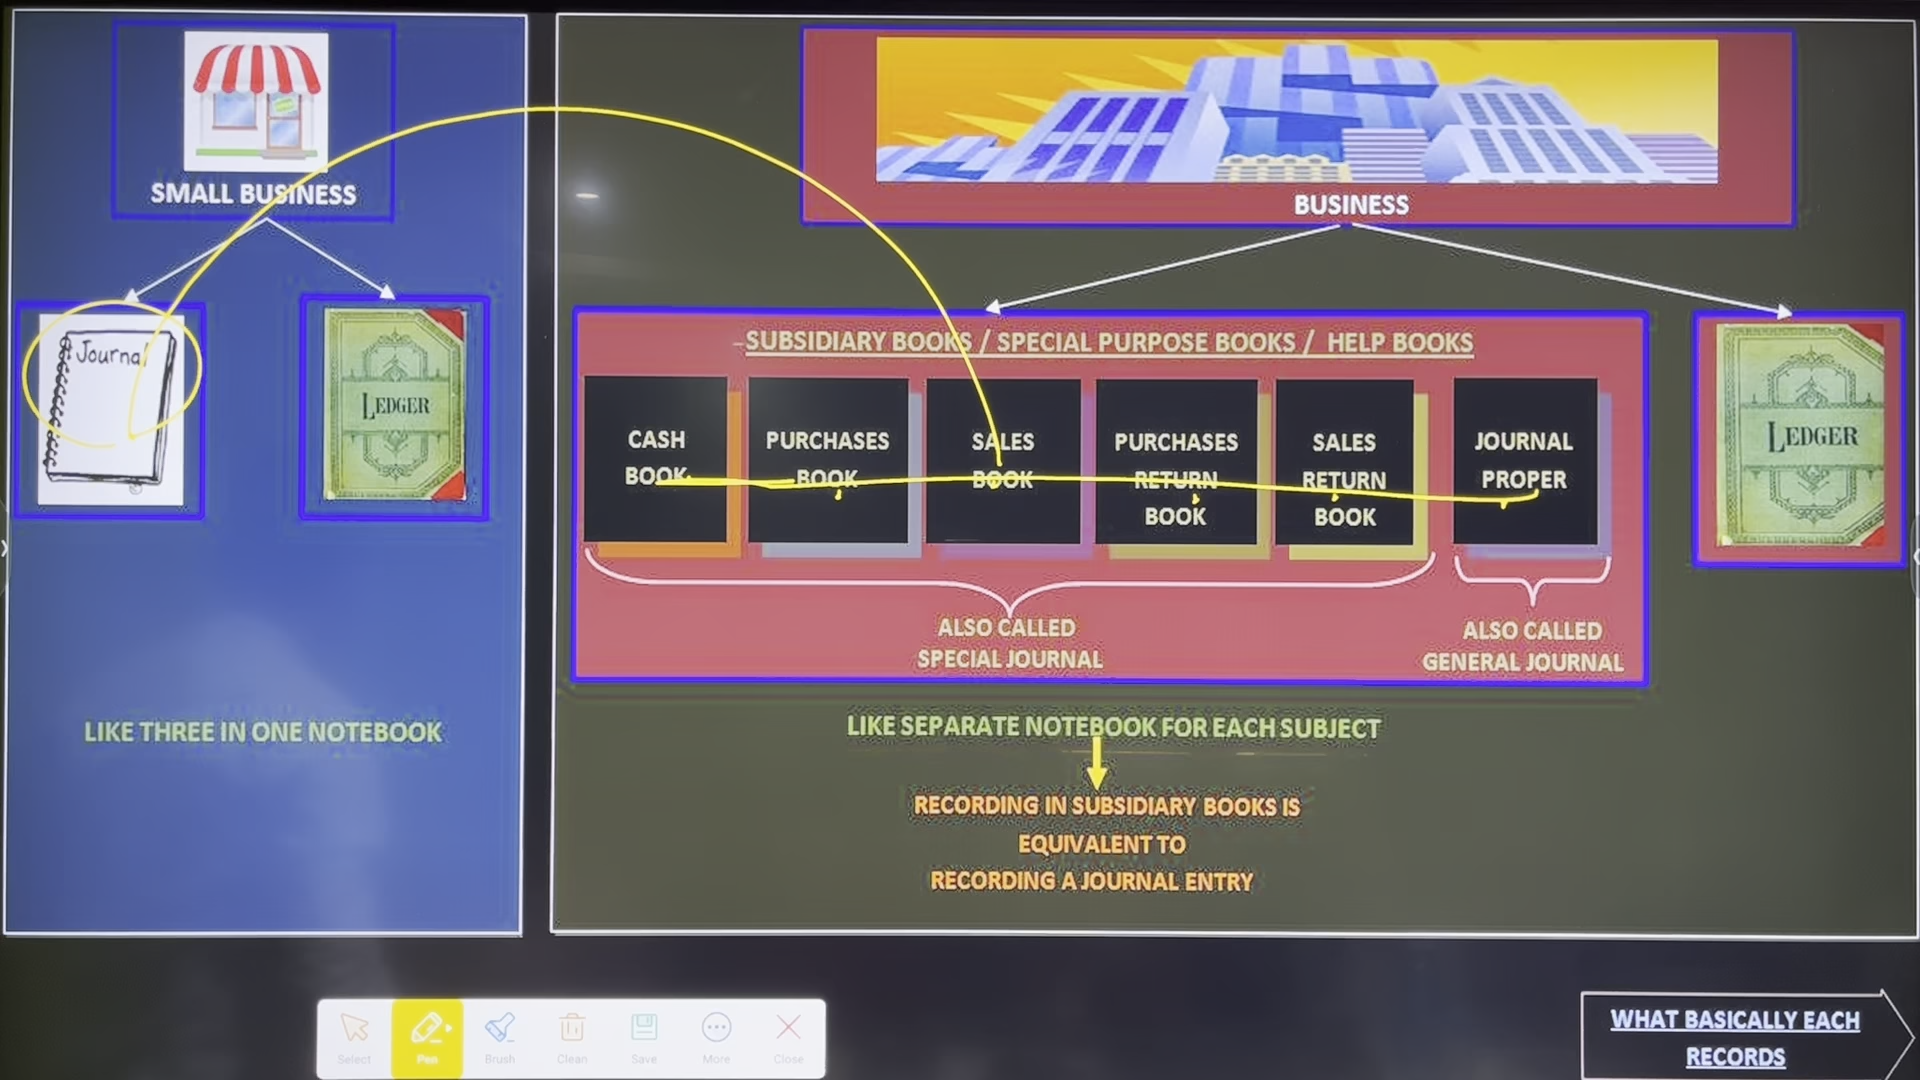 SMALL BUSINESS
Journal
LEDGER
LIKE THREE IN ONE NOTEBOOK
BUSINESS
SUBSIDIARY BOOKS / SPECIAL PURPOSE BOOKS / HELP BOOKS
CASH
BOOK
PURCHASES
BOOK
SALES
BOOK
PURCHASES
RETURN
BOOK
SALES
RETURN
BOOK
JOURNAL
PROPER
LEDGER
ALSO CALLED
SPECIAL JOURNAL
ALSO CALLED
GENERAL JOURNAL
LIKE SEPARATE NOTEBOOK FOR EACH SUBJECT
RECORDING IN SUBSIDIARY BOOKS IS
EQUIVALENT TO
RECORDING A JOURNAL ENTRY
Select
Pen
Brush
Clean
Save
More
Close
WHAT BASICALLY EACH
RECORDS